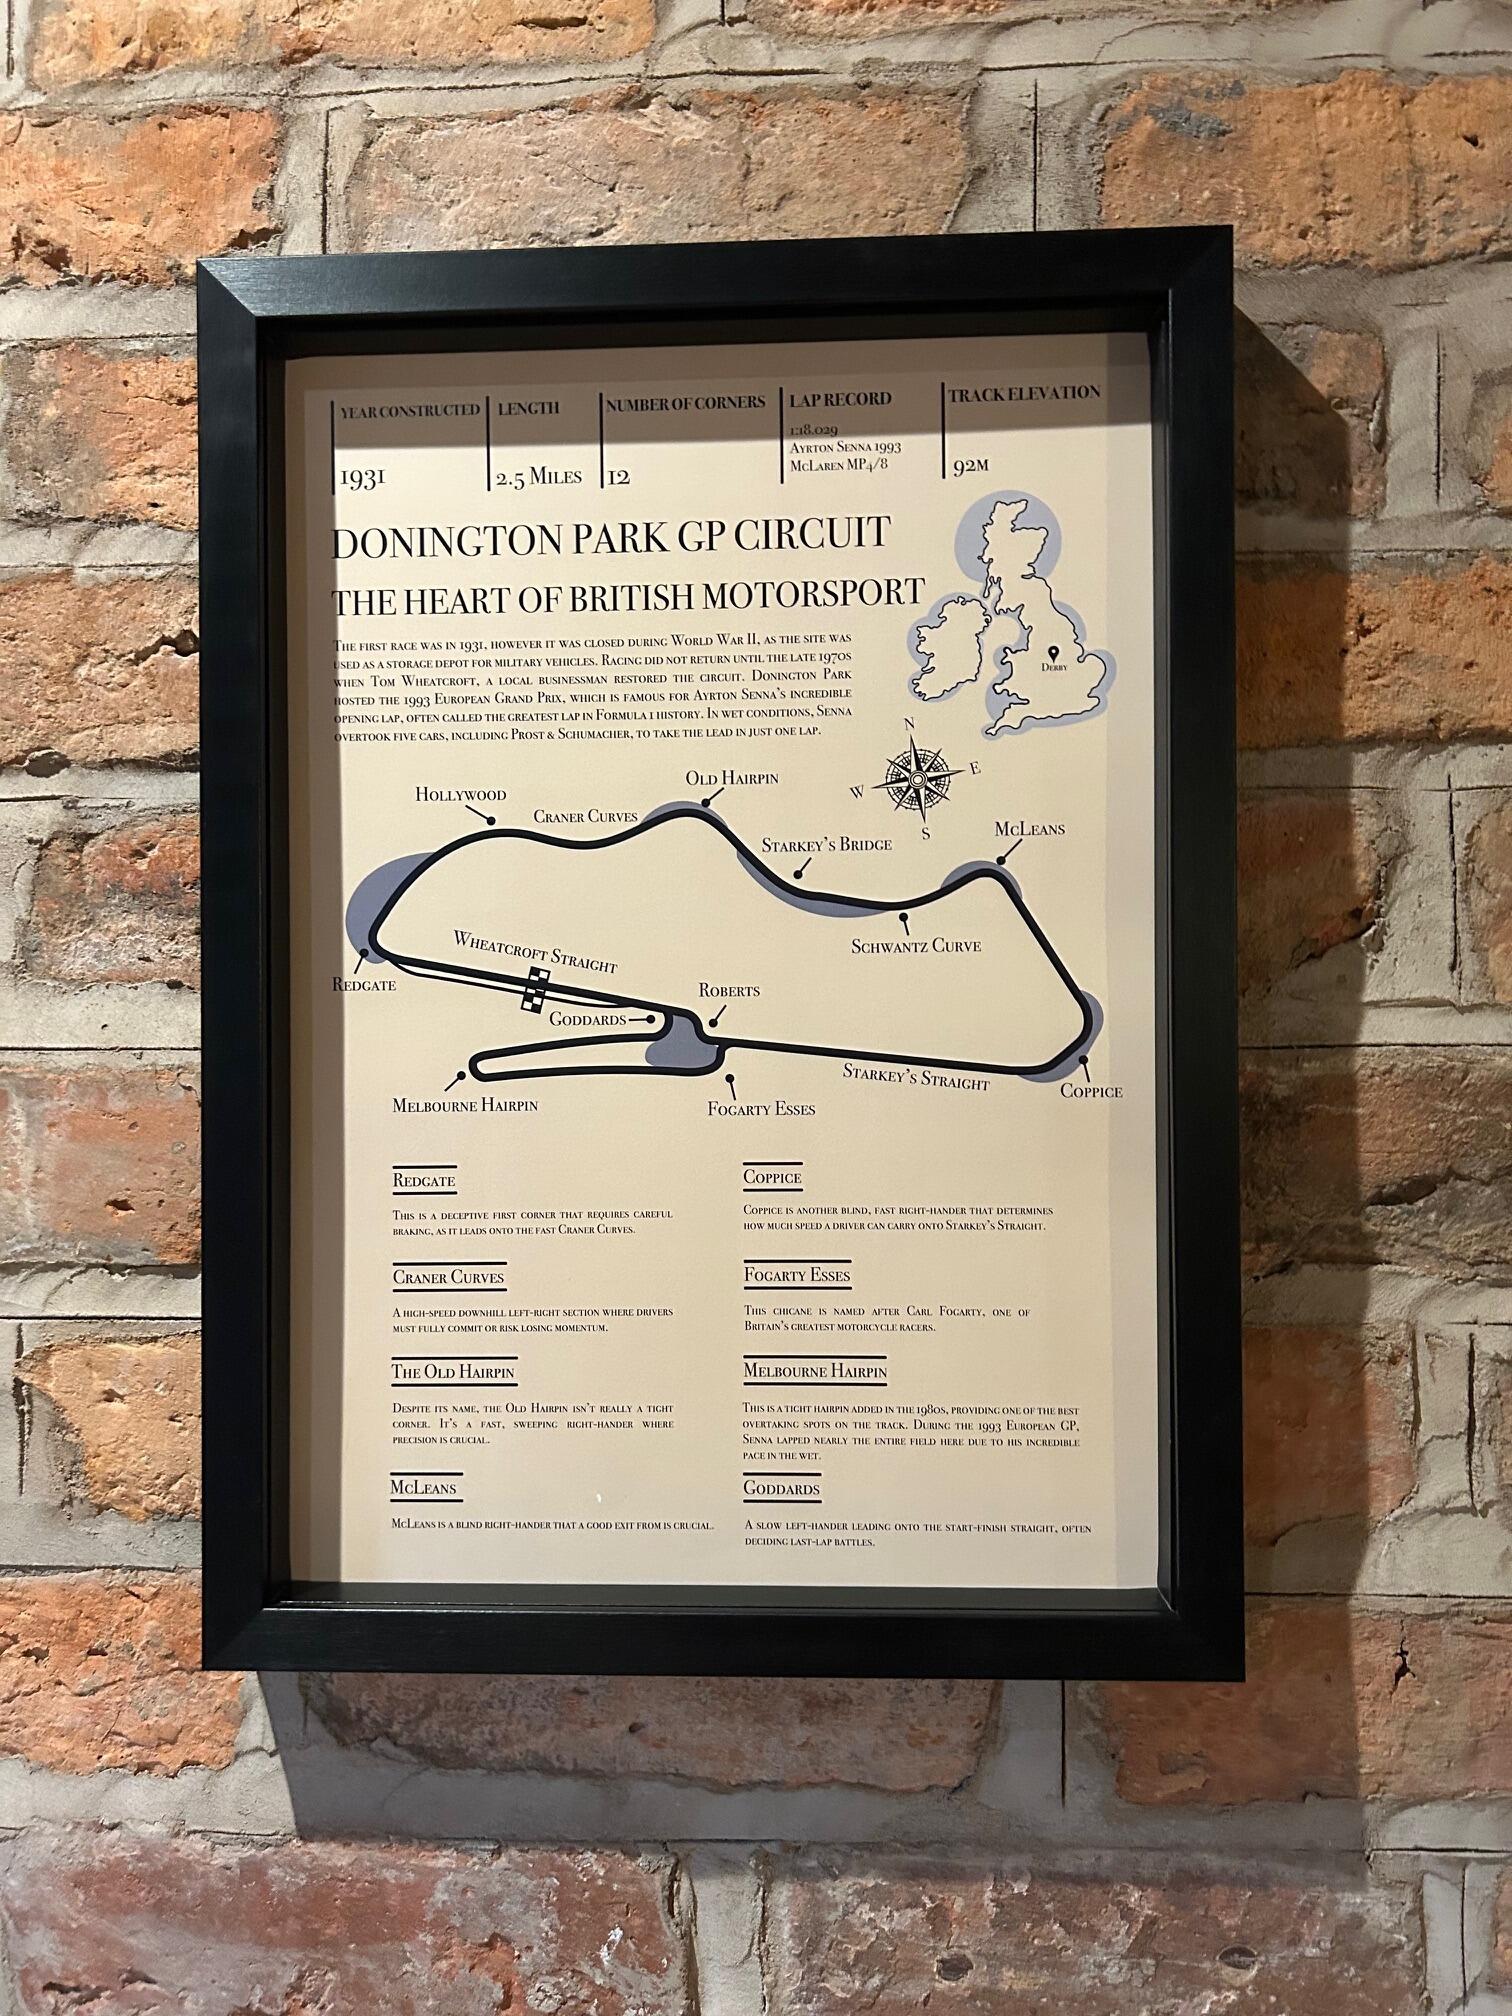 YEAR CONSTRUCTED
1931
LENGTH
2.5 MILES
NUMBER OF CORNERS
12
LAP RECORD
1:18.029
AYRTON SENNA 1993
MCLAREN MP4/8
TRACK ELEVATION
92M
DONINGTON PARK GP CIRCUIT
THE HEART OF BRITISH MOTORSPORT
THE FIRST RACE WAS IN 1931, HOWEVER IT WAS CLOSED DURING WORLD WAR II, AS THE SITE WAS
USED AS A STORAGE DEPOT FOR MILITARY VEHICLES. RACING DID NOT RETURN UNTIL THE LATE 1970S
WHEN TOM WHEATCROFT, A LOCAL BUSINESSMAN RESTORED THE CIRCUIT. DONINGTON PARK
HOSTED THE 1993 EUROPEAN GRAND PRIX, WHICH IS FAMOUS FOR AYRTON SENNA'S INCREDIBLE
OPENING LAP, OFTEN CALLED THE GREATEST LAP IN FORMULA 1 HISTORY. IN WET CONDITIONS, SENNA
OVERTOOK FIVE CARS, INCLUDING PROST & SCHUMACHER, TO TAKE THE LEAD IN JUST ONE LAP.
DERBY
N
E
W
S
OLD HAIRPIN
HOLLYWOOD
CRANER CURVES
STARKEY'S BRIDGE
MCLEANS
SCHWANTZ CURVE
WHEATCROFT STRAIGHT
REDGATE
ROBERTS
GODDARDS
STARKEY'S STRAIGHT
COPPICE
MELBOURNE HAIRPIN
FOGARTY ESSES
REDGATE
THIS IS A DECEPTIVE FIRST CORNER THAT REQUIRES CAREFUL
BRAKING, AS IT LEADS ONTO THE FAST CRANER CURVES.
CRANER CURVES
A HIGH-SPEED DOWNHILL LEFT-RIGHT SECTION WHERE DRIVERS
MUST FULLY COMMIT OR RISK LOSING MOMENTUM.
THE OLD HAIRPIN
DESPITE ITS NAME, THE OLD HAIRPIN ISN'T REALLY A TIGHT
CORNER. IT'S A FAST, SWEEPING RIGHT-HANDER WHERE
PRECISION IS CRUCIAL.
MCLEANS
MCLEANS IS A BLIND RIGHT-HANDER THAT A GOOD EXIT FROM IS CRUCIAL.
COPPICE
COPPICE IS ANOTHER BLIND, FAST RIGHT-HANDER THAT DETERMINES
HOW MUCH SPEED A DRIVER CAN CARRY ONTO STARKEY'S STRAIGHT.
FOGARTY ESSES
THIS CHICANE IS NAMED AFTER CARL FOGARTY, ONE OF
BRITAIN'S GREATEST MOTORCYCLE RACERS.
MELBOURNE HAIRPIN
THIS IS A TIGHT HAIRPIN ADDED IN THE 1980S, PROVIDING ONE OF THE BEST
OVERTAKING SPOTS ON THE TRACK. DURING THE 1993 EUROPEAN GP,
SENNA LAPPED NEARLY THE ENTIRE FIELD HERE DUE TO HIS INCREDIBLE
PACE IN THE WET.
GODDARDS
A SLOW LEFT-HANDER LEADING ONTO THE START-FINISH STRAIGHT, OFTEN
DECIDING LAST-LAP BATTLES.